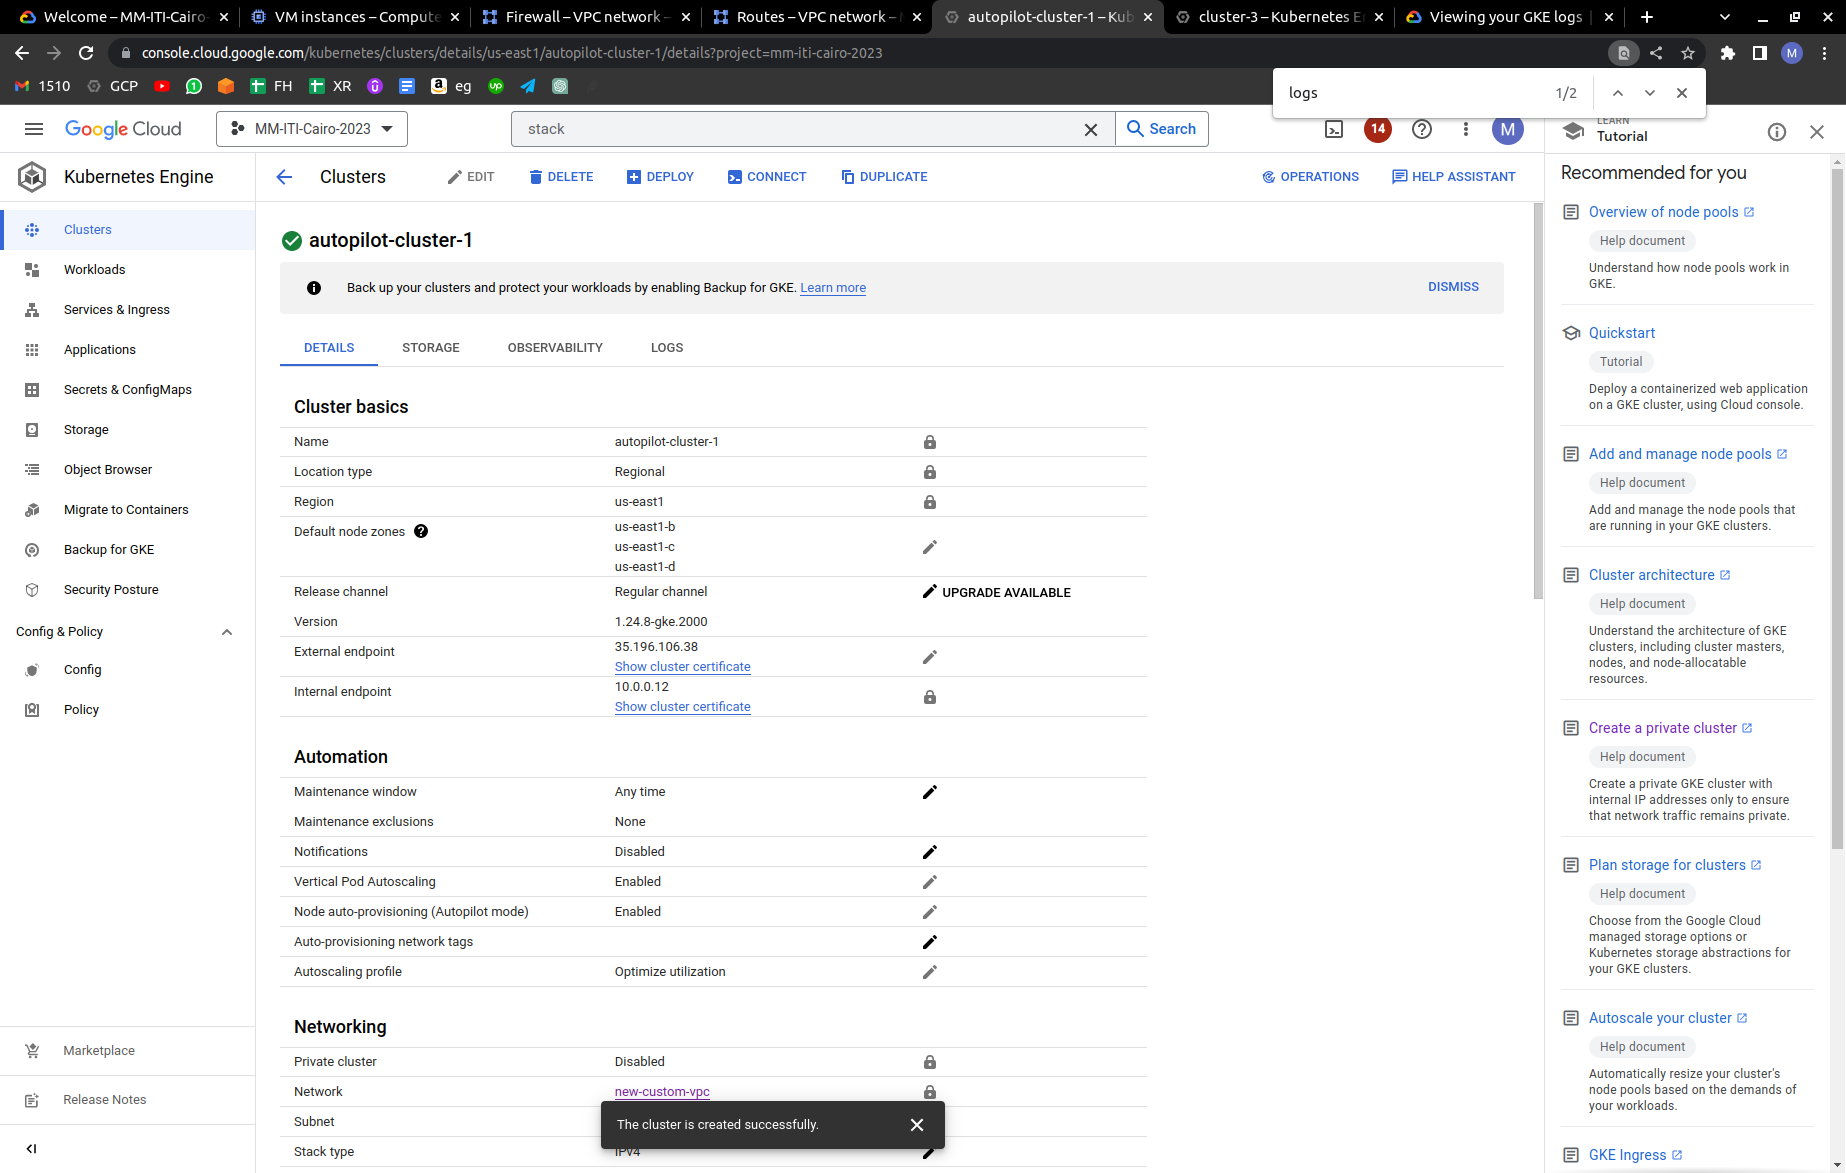 Welcome – MM-ITI-Cairo-
VM instances – Compute
Firewall – VPC network –
Routes – VPC network –
autopilot-cluster-1 – Kub
cluster-3 – Kubernetes E
Viewing your GKE logs
console.cloud.google.com/kubernetes/clusters/details/us-east1/autopilot-cluster-1/details?project=mm-iti-cairo-2023
M
1510
GCP
FH
XR
eg
up
logs
1/2
Google Cloud
MM-ITI-Cairo-2023
stack
Search
14
M
LEARN
Tutorial
Kubernetes Engine
Clusters
EDIT
DELETE
DEPLOY
CONNECT
DUPLICATE
OPERATIONS
HELP ASSISTANT
Clusters
Workloads
Services & Ingress
Applications
Secrets & ConfigMaps
Storage
Object Browser
Migrate to Containers
Backup for GKE
Security Posture
Config & Policy
Config
Policy
Marketplace
Release Notes
autopilot-cluster-1
Back up your clusters and protect your workloads by enabling Backup for GKE. Learn more
DISMISS
DETAILS
STORAGE
OBSERVABILITY
LOGS
Cluster basics
Name autopilot-cluster-1
Location type Regional
Region us-east1
Default node zones us-east1-b
us-east1-c
us-east1-d
Release channel Regular channel UPGRADE AVAILABLE
Version 1.24.8-gke.2000
External endpoint 35.196.106.38
Show cluster certificate
Internal endpoint 10.0.0.12
Show cluster certificate
Automation
Maintenance window Any time
Maintenance exclusions None
Notifications Disabled
Vertical Pod Autoscaling Enabled
Node auto-provisioning (Autopilot mode) Enabled
Auto-provisioning network tags
Autoscaling profile Optimize utilization
Networking
Private cluster Disabled
Network new-custom-vpc
Subnet
Stack type IPv4
The cluster is created successfully.
Recommended for you
Overview of node pools
Help document
Understand how node pools work in
GKE.
Quickstart
Tutorial
Deploy a containerized web application
on a GKE cluster, using Cloud console.
Add and manage node pools
Help document
Add and manage the node pools that
are running in your GKE clusters.
Cluster architecture
Help document
Understand the architecture of GKE
clusters, including cluster masters,
nodes, and node-allocatable
resources.
Create a private cluster
Help document
Create a private GKE cluster with
internal IP addresses only to ensure
that network traffic remains private.
Plan storage for clusters
Help document
Choose from the Google Cloud
managed storage options or
Kubernetes storage abstractions for
your GKE clusters.
Autoscale your cluster
Help document
Automatically resize your cluster's
node pools based on the demands of
your workloads.
GKE Ingress